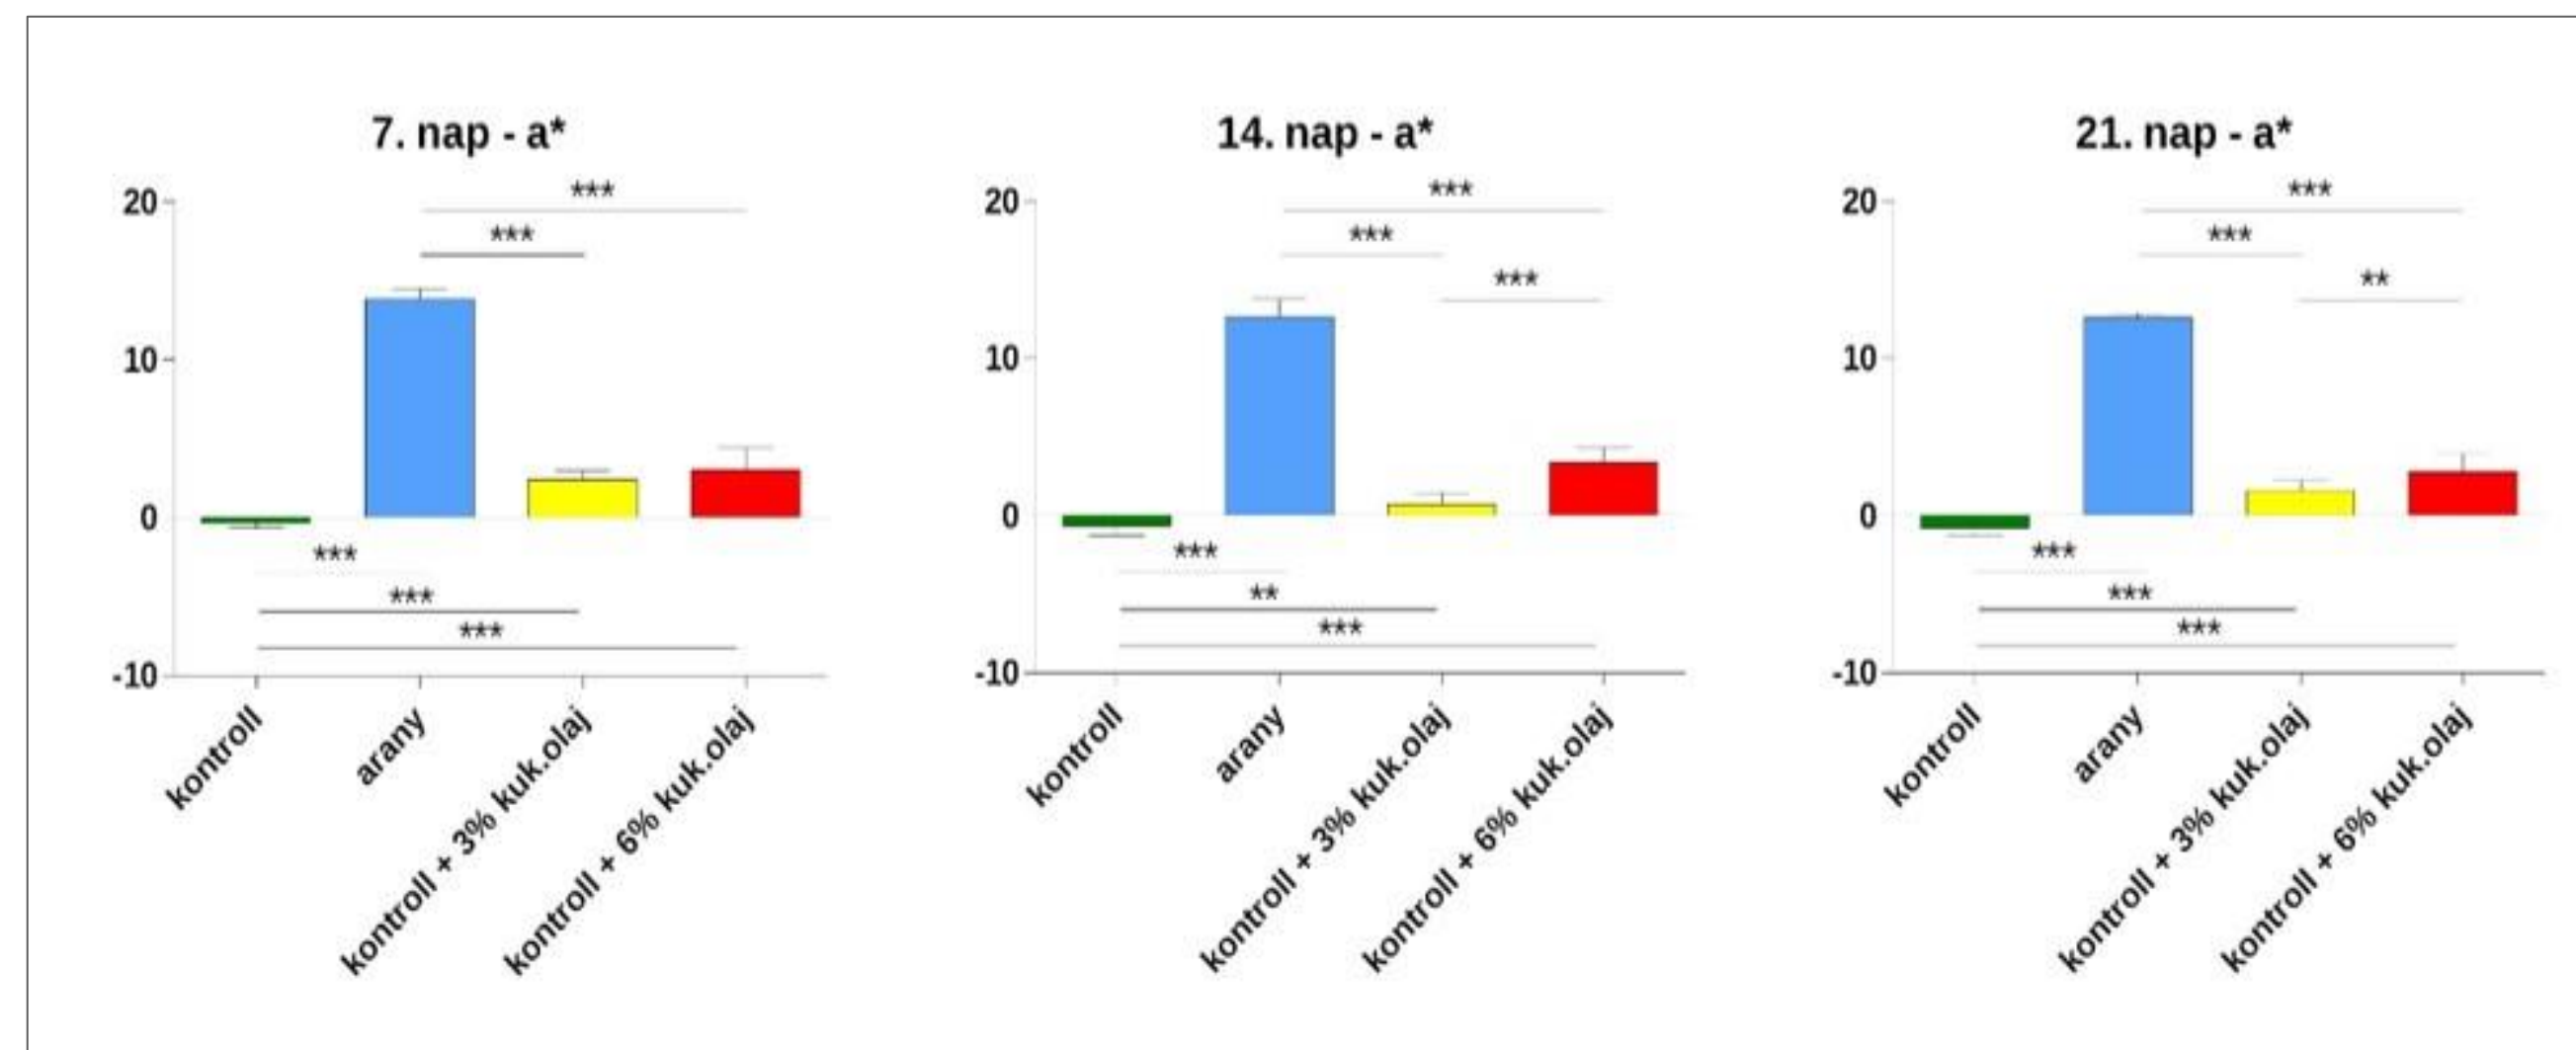 7. nap - a*
20
***
***
10
0
***
***
***
-10
kontroll
arany
kontroll + 3% kuk.olaj
kontroll + 6% kuk.olaj
14. nap - a*
20
***
***
***
10
0
***
**
***
-10
kontroll
arany
kontroll + 3% kuk.olaj
kontroll + 6% kuk.olaj
21. nap - a*
20
***
***
**
10
0
***
***
***
-10
kontroll
arany
kontroll + 3% kuk.olaj
kontroll + 6% kuk.olaj